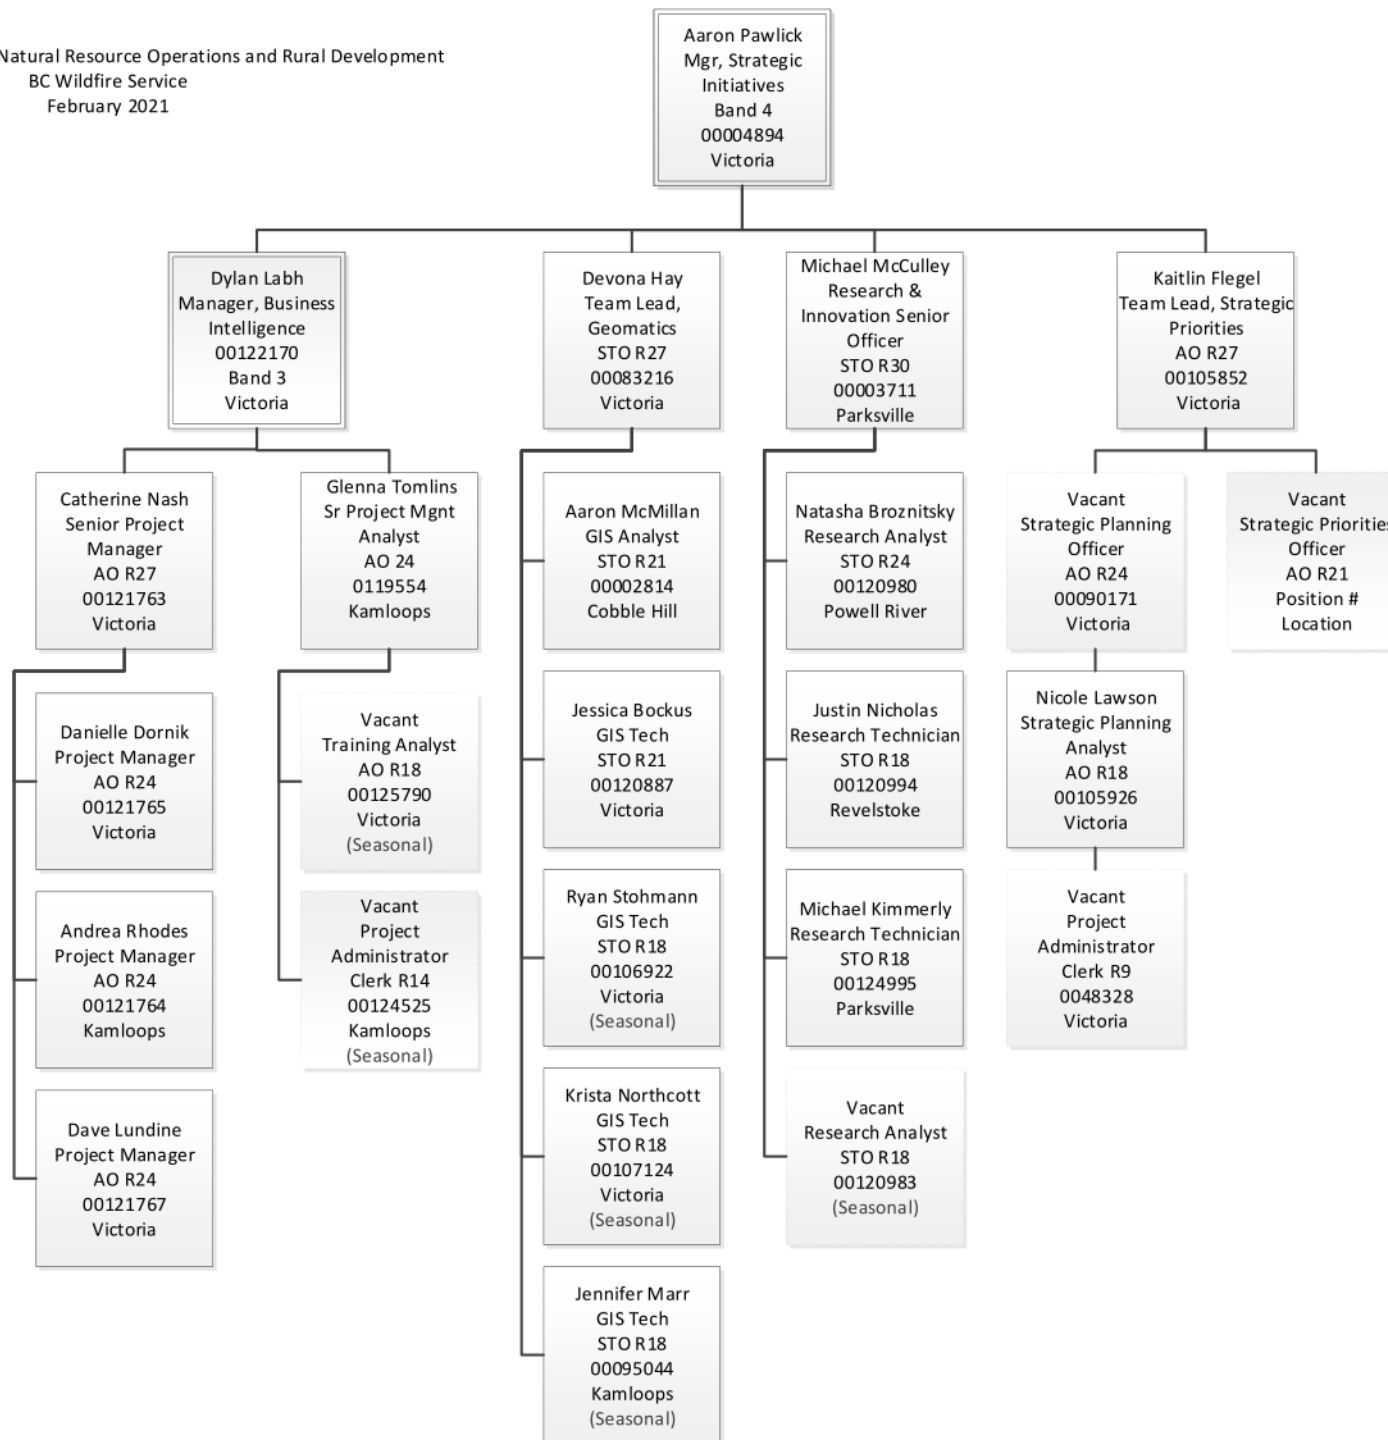 Natural Resource Operations and Rural Development
BC Wildfire Service
February 2021
Aaron Pawlick
Mgr, Strategic
Initiatives
Band 4
00004894
Victoria
Dylan Labh
Manager, Business
Intelligence
00122170
Band 3
Victoria
Devona Hay
Team Lead,
Geomatics
STO R27
00083216
Victoria
Michael McCulley
Research &
Innovation Senior
Officer
STO R30
00003711
Parksville
Kaitlin Flegel
Team Lead, Strategic
Priorities
AO R27
00105852
Victoria
Catherine Nash
Senior Project
Manager
AO R27
00121763
Victoria
Glenna Tomlins
Sr Project Mgnt
Analyst
AO 24
0119554
Kamloops
Aaron McMillan
GIS Analyst
STO R21
00002814
Cobble Hill
Natasha Broznitsky
Research Analyst
STO R24
00120980
Powell River
Vacant
Strategic Planning
Officer
AO R24
00090171
Victoria
Vacant
Strategic Priorities
Officer
AO R21
Position #
Location
Danielle Dornik
Project Manager
AO R24
00121765
Victoria
Vacant
Training Analyst
AO R18
00125790
Victoria
(Seasonal)
Jessica Bockus
GIS Tech
STO R21
00120887
Victoria
Justin Nicholas
Research Technician
STO R18
00120994
Revelstoke
Nicole Lawson
Strategic Planning
Analyst
AO R18
00105926
Victoria
Andrea Rhodes
Project Manager
AO R24
00121764
Kamloops
Vacant
Project
Administrator
Clerk R14
00124525
Kamloops
(Seasonal)
Ryan Stohmann
GIS Tech
STO R18
00106922
Victoria
(Seasonal)
Michael Kimmerly
Research Technician
STO R18
00124995
Parksville
Vacant
Project
Administrator
Clerk R9
0048328
Victoria
Dave Lundine
Project Manager
AO R24
00121767
Victoria
Krista Northcott
GIS Tech
STO R18
00107124
Victoria
(Seasonal)
Vacant
Research Analyst
STO R18
00120983
(Seasonal)
Jennifer Marr
GIS Tech
STO R18
00095044
Kamloops
(Seasonal)